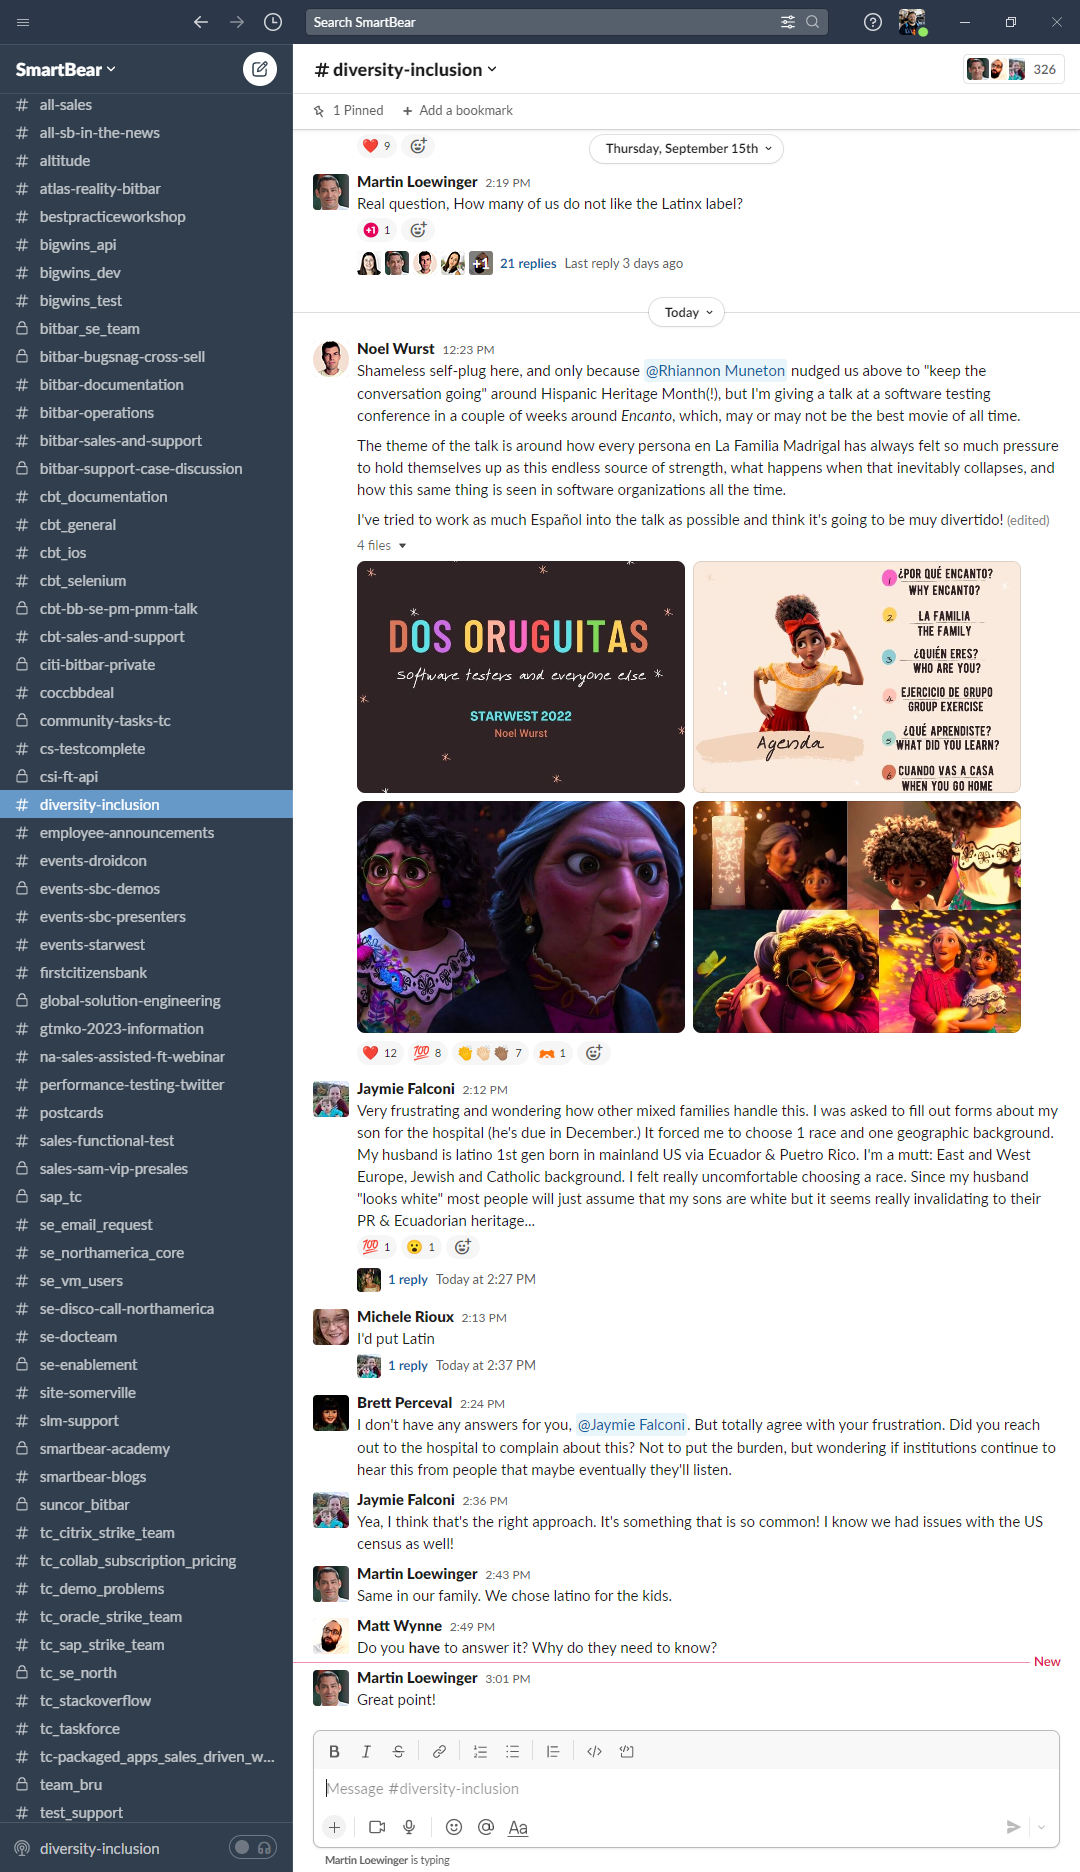 Search SmartBear
SmartBear
all-sales
all-sb-in-the-news
altitude
atlas-reality-bitbar
bestpracticeworkshop
bigwins_api
bigwins_dev
bigwins_test
bitbar_se_team
bitbar-bugsnag-cross-sell
bitbar-documentation
bitbar-operations
bitbar-sales-and-support
bitbar-support-case-discussion
cbt_documentation
cbt_general
cbt_ios
cbt_selenium
cbt-bb-se-pm-pmm-talk
cbt-sales-and-support
citi-bitbar-private
coccbbdeal
community-tasks-tc
cs-testcomplete
csi-ft-api
diversity-inclusion
employee-announcements
events-droidcon
events-sbc-demos
events-sbc-presenters
events-starwest
firstcitizensbank
global-solution-engineering
gtmko-2023-information
na-sales-assisted-ft-webinar
performance-testing-twitter
postcards
sales-functional-test
sales-sam-vip-presales
sap_tc
se_email_request
se_northamerica_core
se_vm_users
se-disco-call-northamerica
se-docteam
se-enablement
site-somerville
slm-support
smartbear-academy
smartbear-blogs
suncor_bitbar
tc_citrix_strike_team
tc_collab_subscription_pricing
tc_demo_problems
tc_oracle_strike_team
tc_sap_strike_team
tc_se_north
tc_stackoverflow
tc_taskforce
tc-packaged_apps_sales_driven_w...
team_bru
test_support
diversity-inclusion
# diversity-inclusion
326
1 Pinned + Add a bookmark
9
Thursday, September 15th
Martin Loewinger 2:19 PM
Real question, How many of us do not like the Latinx label?
+1 1
+1 21 replies Last reply 3 days ago
Today
Noel Wurst 12:23 PM
Shameless self-plug here, and only because @Rhiannon Muneton nudged us above to "keep the
conversation going" around Hispanic Heritage Month(!), but I'm giving a talk at a software testing
conference in a couple of weeks around Encanto, which, may or may not be the best movie of all time.
The theme of the talk is around how every persona en La Familia Madrigal has always felt so much pressure
to hold themselves up as this endless source of strength, what happens when that inevitably collapses, and
how this same thing is seen in software organizations all the time.
I've tried to work as much Español into the talk as possible and think it's going to be muy divertido! (edited)
4 files
DOS ORUGUITAS
Software testers and everyone else
STARWEST 2022
Noel Wurst
Agenda
1 ¿POR QUÉ ENCANTO?
WHY ENCANTO?
2 LA FAMILIA
THE FAMILY
3 ¿QUIÉN ERES?
WHO ARE YOU?
4 EJERCICIO DE GRUPO
GROUP EXERCISE
5 ¿QUÉ APRENDISTE?
WHAT DID YOU LEARN?
6 CUANDO VAS A CASA
WHEN YOU GO HOME
12 100 8 7 1
Jaymie Falconi 2:12 PM
Very frustrating and wondering how other mixed families handle this. I was asked to fill out forms about my
son for the hospital (he's due in December.) It forced me to choose 1 race and one geographic background.
My husband is latino 1st gen born in mainland US via Ecuador & Puetro Rico. I'm a mutt: East and West
Europe, Jewish and Catholic background. I felt really uncomfortable choosing a race. Since my husband
"looks white" most people will just assume that my sons are white but it seems really invalidating to their
PR & Ecuadorian heritage...
100 1 1
1 reply Today at 2:27 PM
Michele Rioux 2:13 PM
I'd put Latin
1 reply Today at 2:37 PM
Brett Perceval 2:24 PM
I don't have any answers for you, @Jaymie Falconi. But totally agree with your frustration. Did you reach
out to the hospital to complain about this? Not to put the burden, but wondering if institutions continue to
hear this from people that maybe eventually they'll listen.
Jaymie Falconi 2:36 PM
Yea, I think that's the right approach. It's something that is so common! I know we had issues with the US
census as well!
Martin Loewinger 2:43 PM
Same in our family. We chose latino for the kids.
Matt Wynne 2:49 PM
Do you have to answer it? Why do they need to know?
New
Martin Loewinger 3:01 PM
Great point!
B I S
Message #diversity-inclusion
+ @ Aa
Martin Loewinger is typing